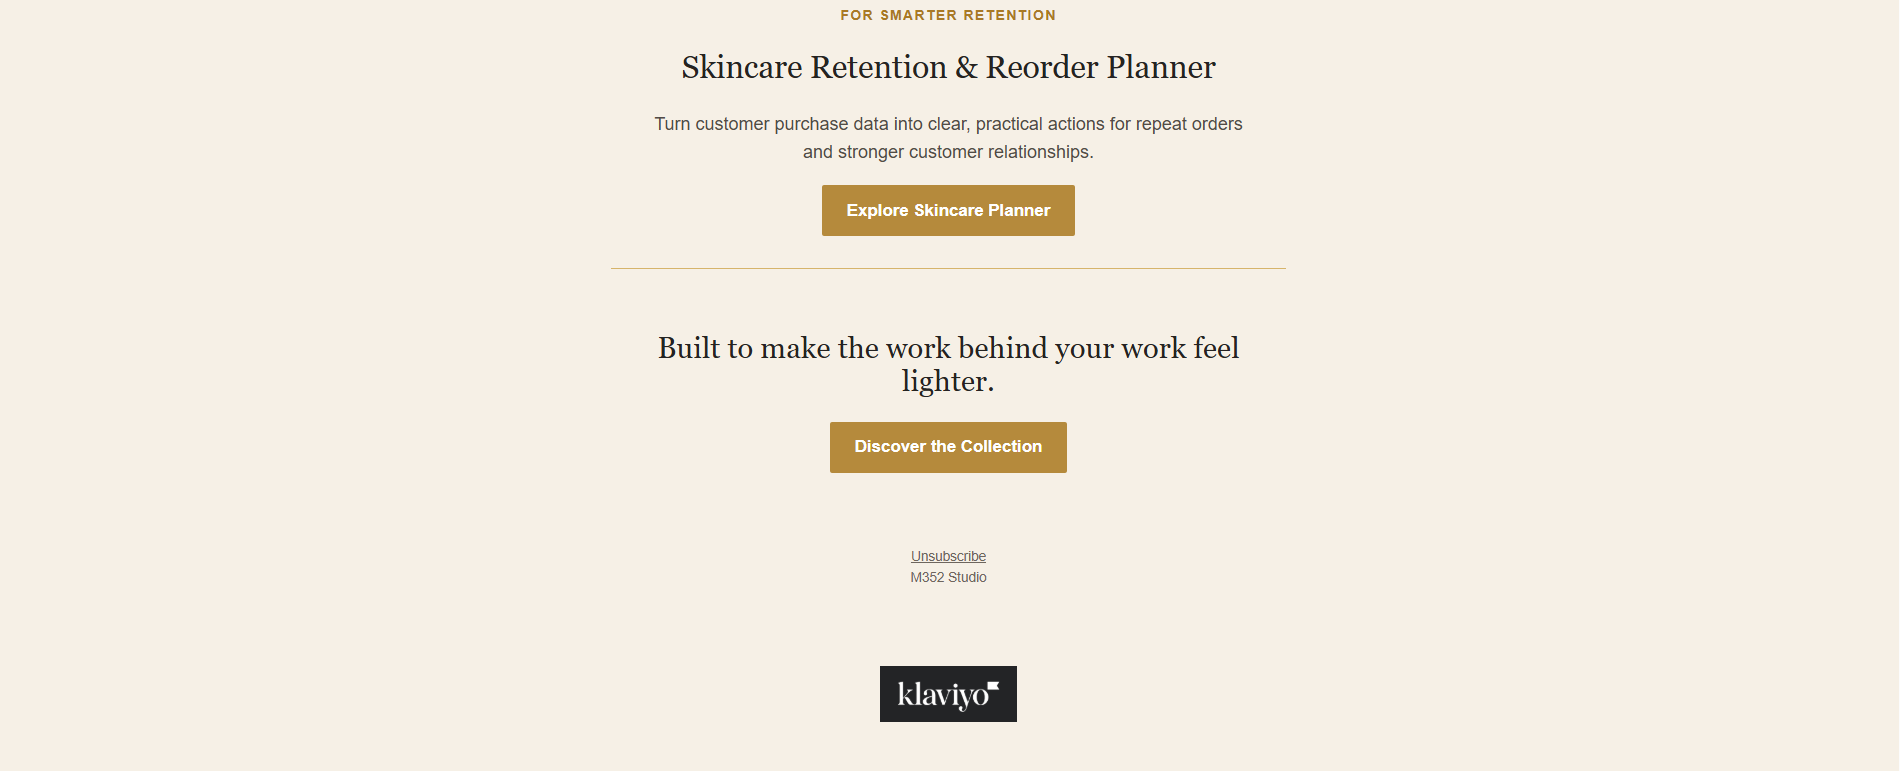 FOR SMARTER RETENTION
Skincare Retention & Reorder Planner
Turn customer purchase data into clear, practical actions for repeat orders
and stronger customer relationships.
Explore Skincare Planner
Built to make the work behind your work feel
lighter.
Discover the Collection
Unsubscribe
M352 Studio
klaviyo